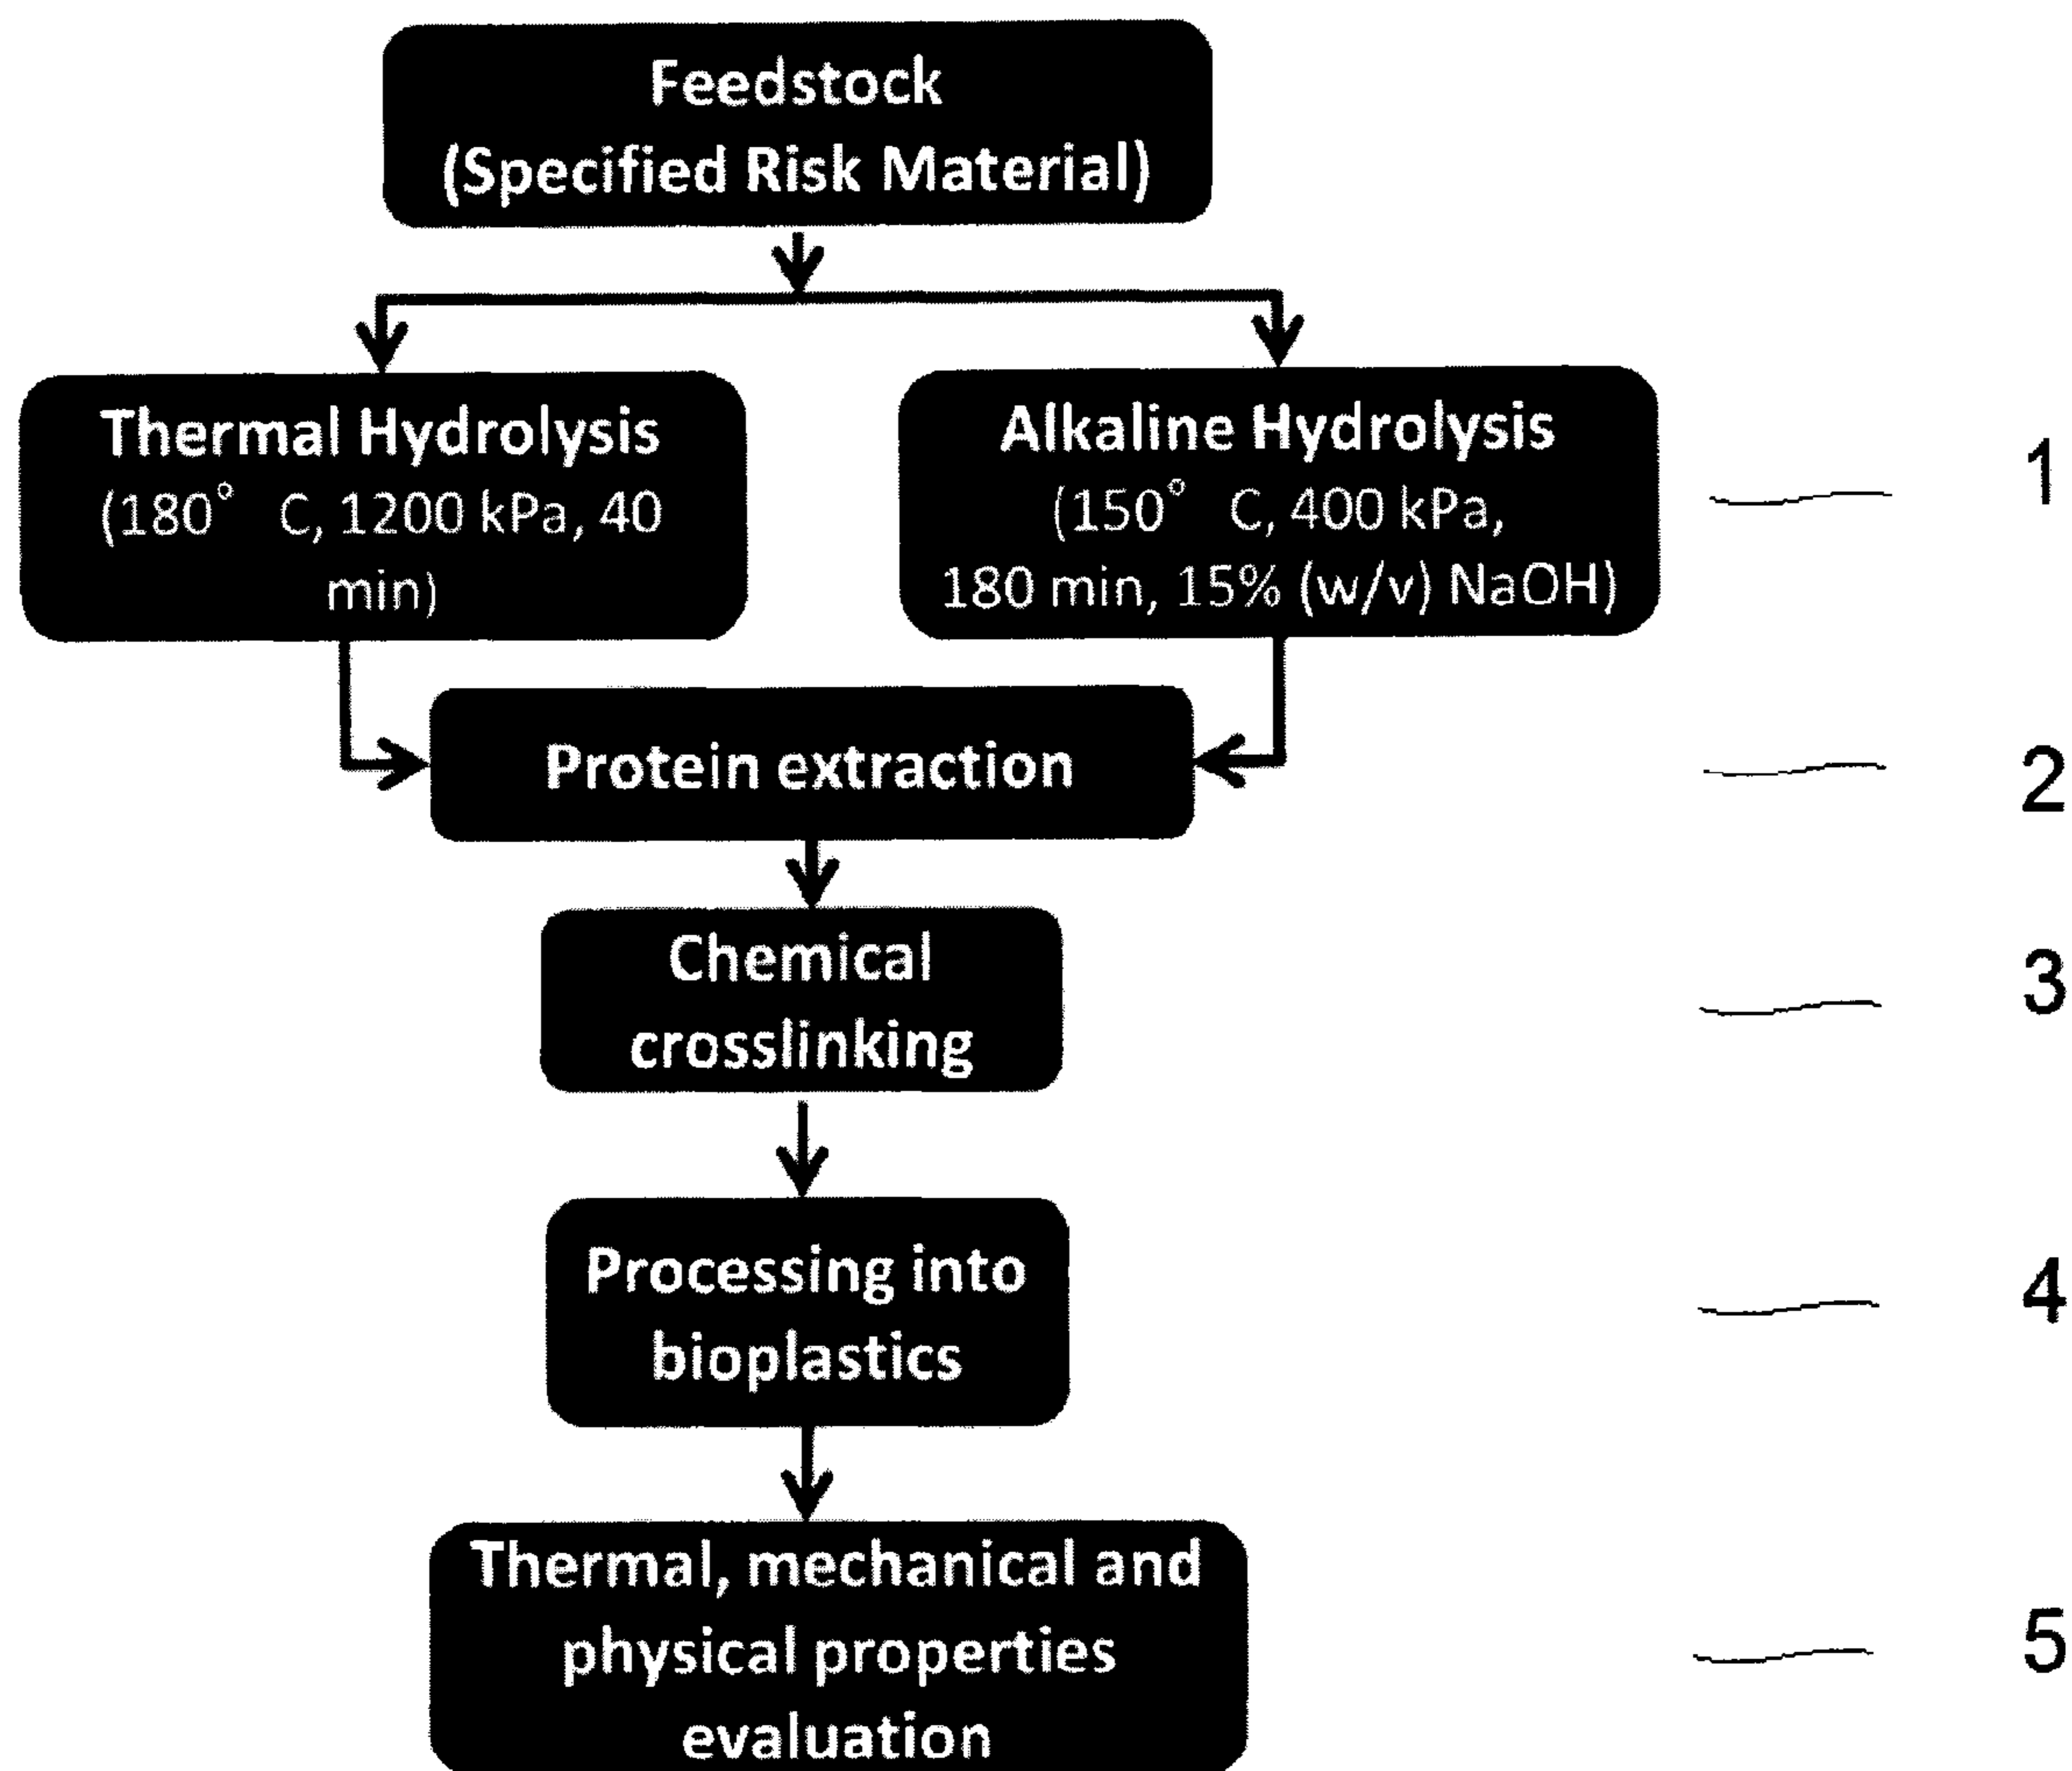 Feedstock
(Specified Risk Material)
Thermal Hydrolysis
(180° C, 1200 kPa, 40
min)
Alkaline Hydrolysis
(150° C, 400 kPa,
180 min, 15% (w/v) NaOH)
1
Protein extraction
2
Chemical
crosslinking
3
Processing into
bioplastics
4
Thermal, mechanical and
physical properties
evaluation
5